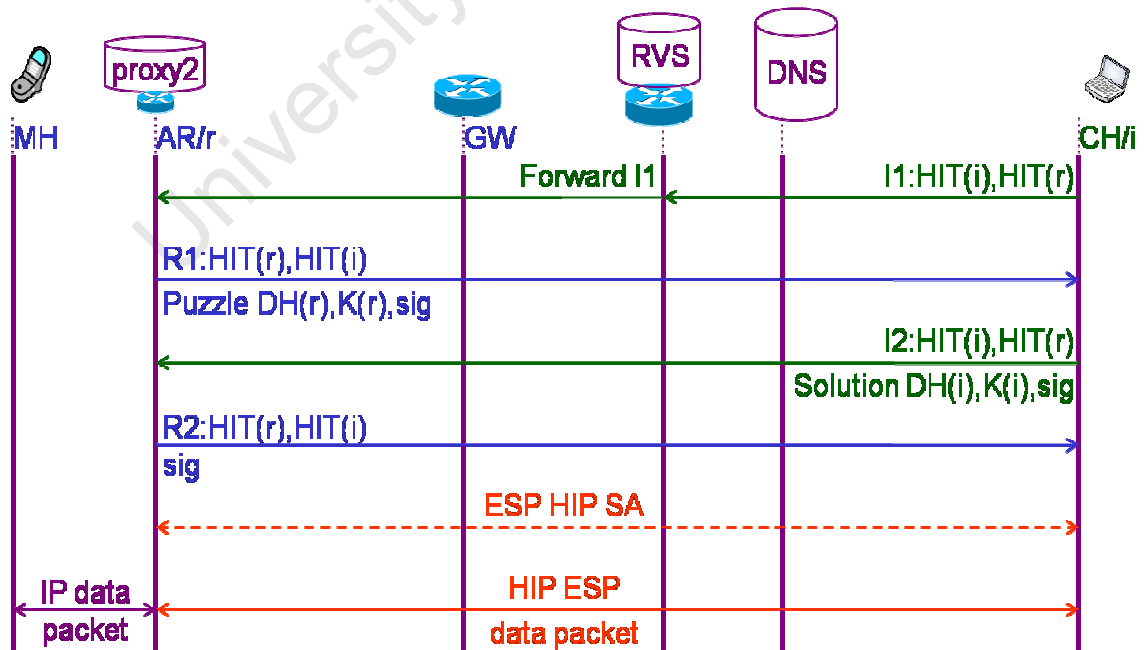 University
proxy2
RVS
DNS
MH
AR/r
GW
CH/i
Forward I1
I1:HIT(i),HIT(r)
R1:HIT(r),HIT(i)
Puzzle DH(r),K(r),sig
I2:HIT(i),HIT(r)
Solution DH(i),K(i),sig
R2:HIT(r),HIT(i)
sig
ESP HIP SA
IP data
packet
HIP ESP
data packet